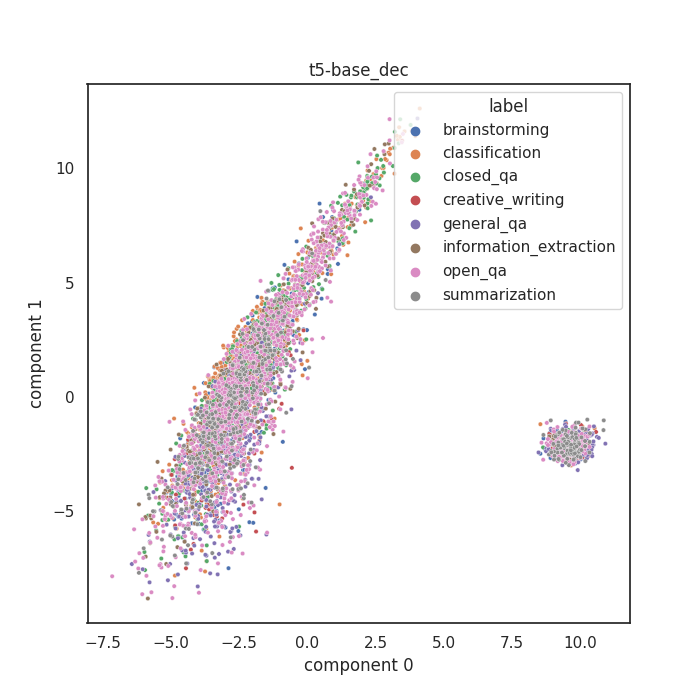 t5-base_dec
label
brainstorming
classification
closed_qa
creative_writing
general_qa
information_extraction
open_qa
summarization
10
5
0
−5
component 1
−7.5 −5.0 −2.5 0.0 2.5 5.0 7.5 10.0
component 0